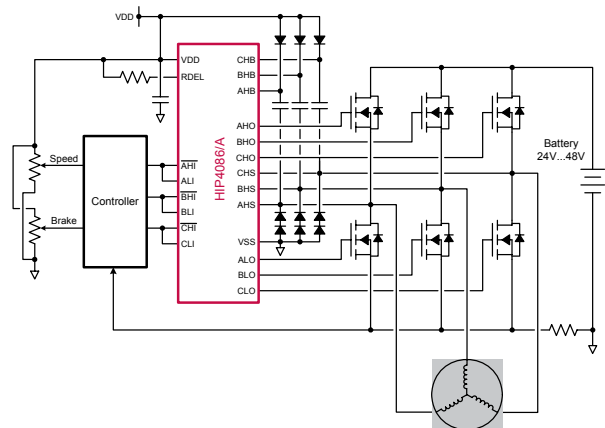 VDD
VDD
RDEL
CHB
BHB
AHB
AHO
BHO
CHO
CHS
BHS
AHS
VSS
ALO
BLO
CLO
HIP4086/A
AHI
ALI
BHI
BLI
CHI
CLI
Controller
Speed
Brake
Battery
24V...48V